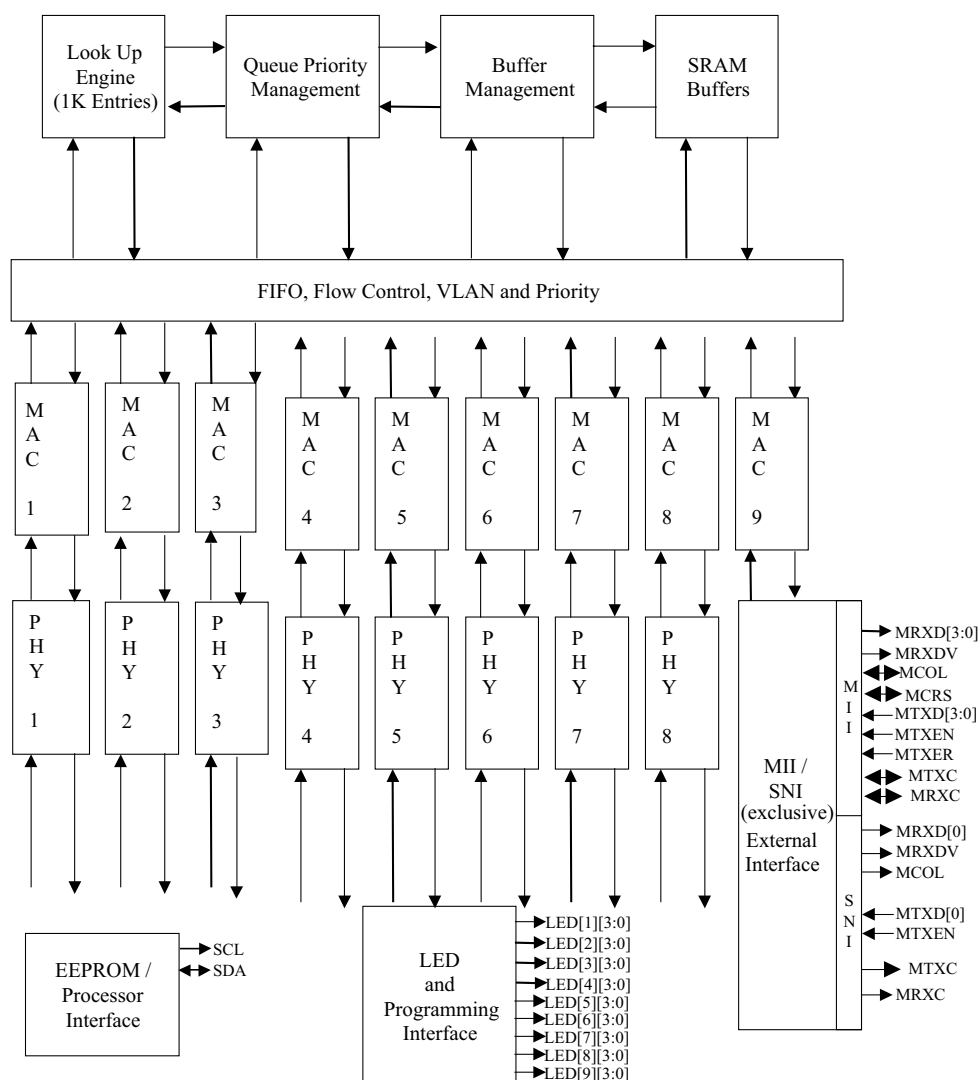 Look Up
Engine
(1K Entries)
Queue Priority
Management
Buffer
Management
SRAM
Buffers
FIFO, Flow Control, VLAN and Priority
M
A
C
1
M
A
C
2
M
A
C
3
M
A
C
4
M
A
C
5
M
A
C
6
M
A
C
7
M
A
C
8
M
A
C
9
P
H
Y
1
P
H
Y
2
P
H
Y
3
P
H
Y
4
P
H
Y
5
P
H
Y
6
P
H
Y
7
P
H
Y
8
MII /
SNI
(exclusive)
External
Interface
M
I
I
S
N
I
MRXD[3:0]
MRXDV
MCOL
MCRS
MTXD[3:0]
MTXEN
MTXER
MTXC
MRXC
MRXD[0]
MRXDV
MCOL
MTXD[0]
MTXEN
MTXC
MRXC
EEPROM /
Processor
Interface
SCL
SDA
LED
and
Programming
Interface
LED[1][3:0]
LED[2][3:0]
LED[3][3:0]
LED[4][3:0]
LED[5][3:0]
LED[6][3:0]
LED[7][3:0]
LED[8][3:0]
LED[9][3:0]